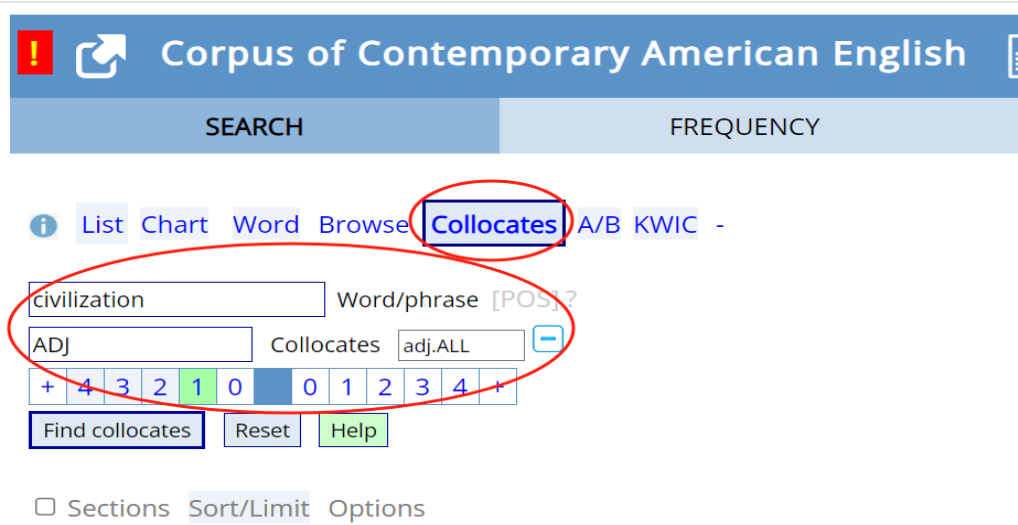 ! Corpus of Contemporary American English
SEARCH FREQUENCY
i List Chart Word Browse Collocates A/B KWIC -
civilization Word/phrase [POS] ?
ADJ Collocates adj.ALL −
+ 4 3 2 1 0 0 1 2 3 4 +
Find collocates Reset Help
Sections Sort/Limit Options